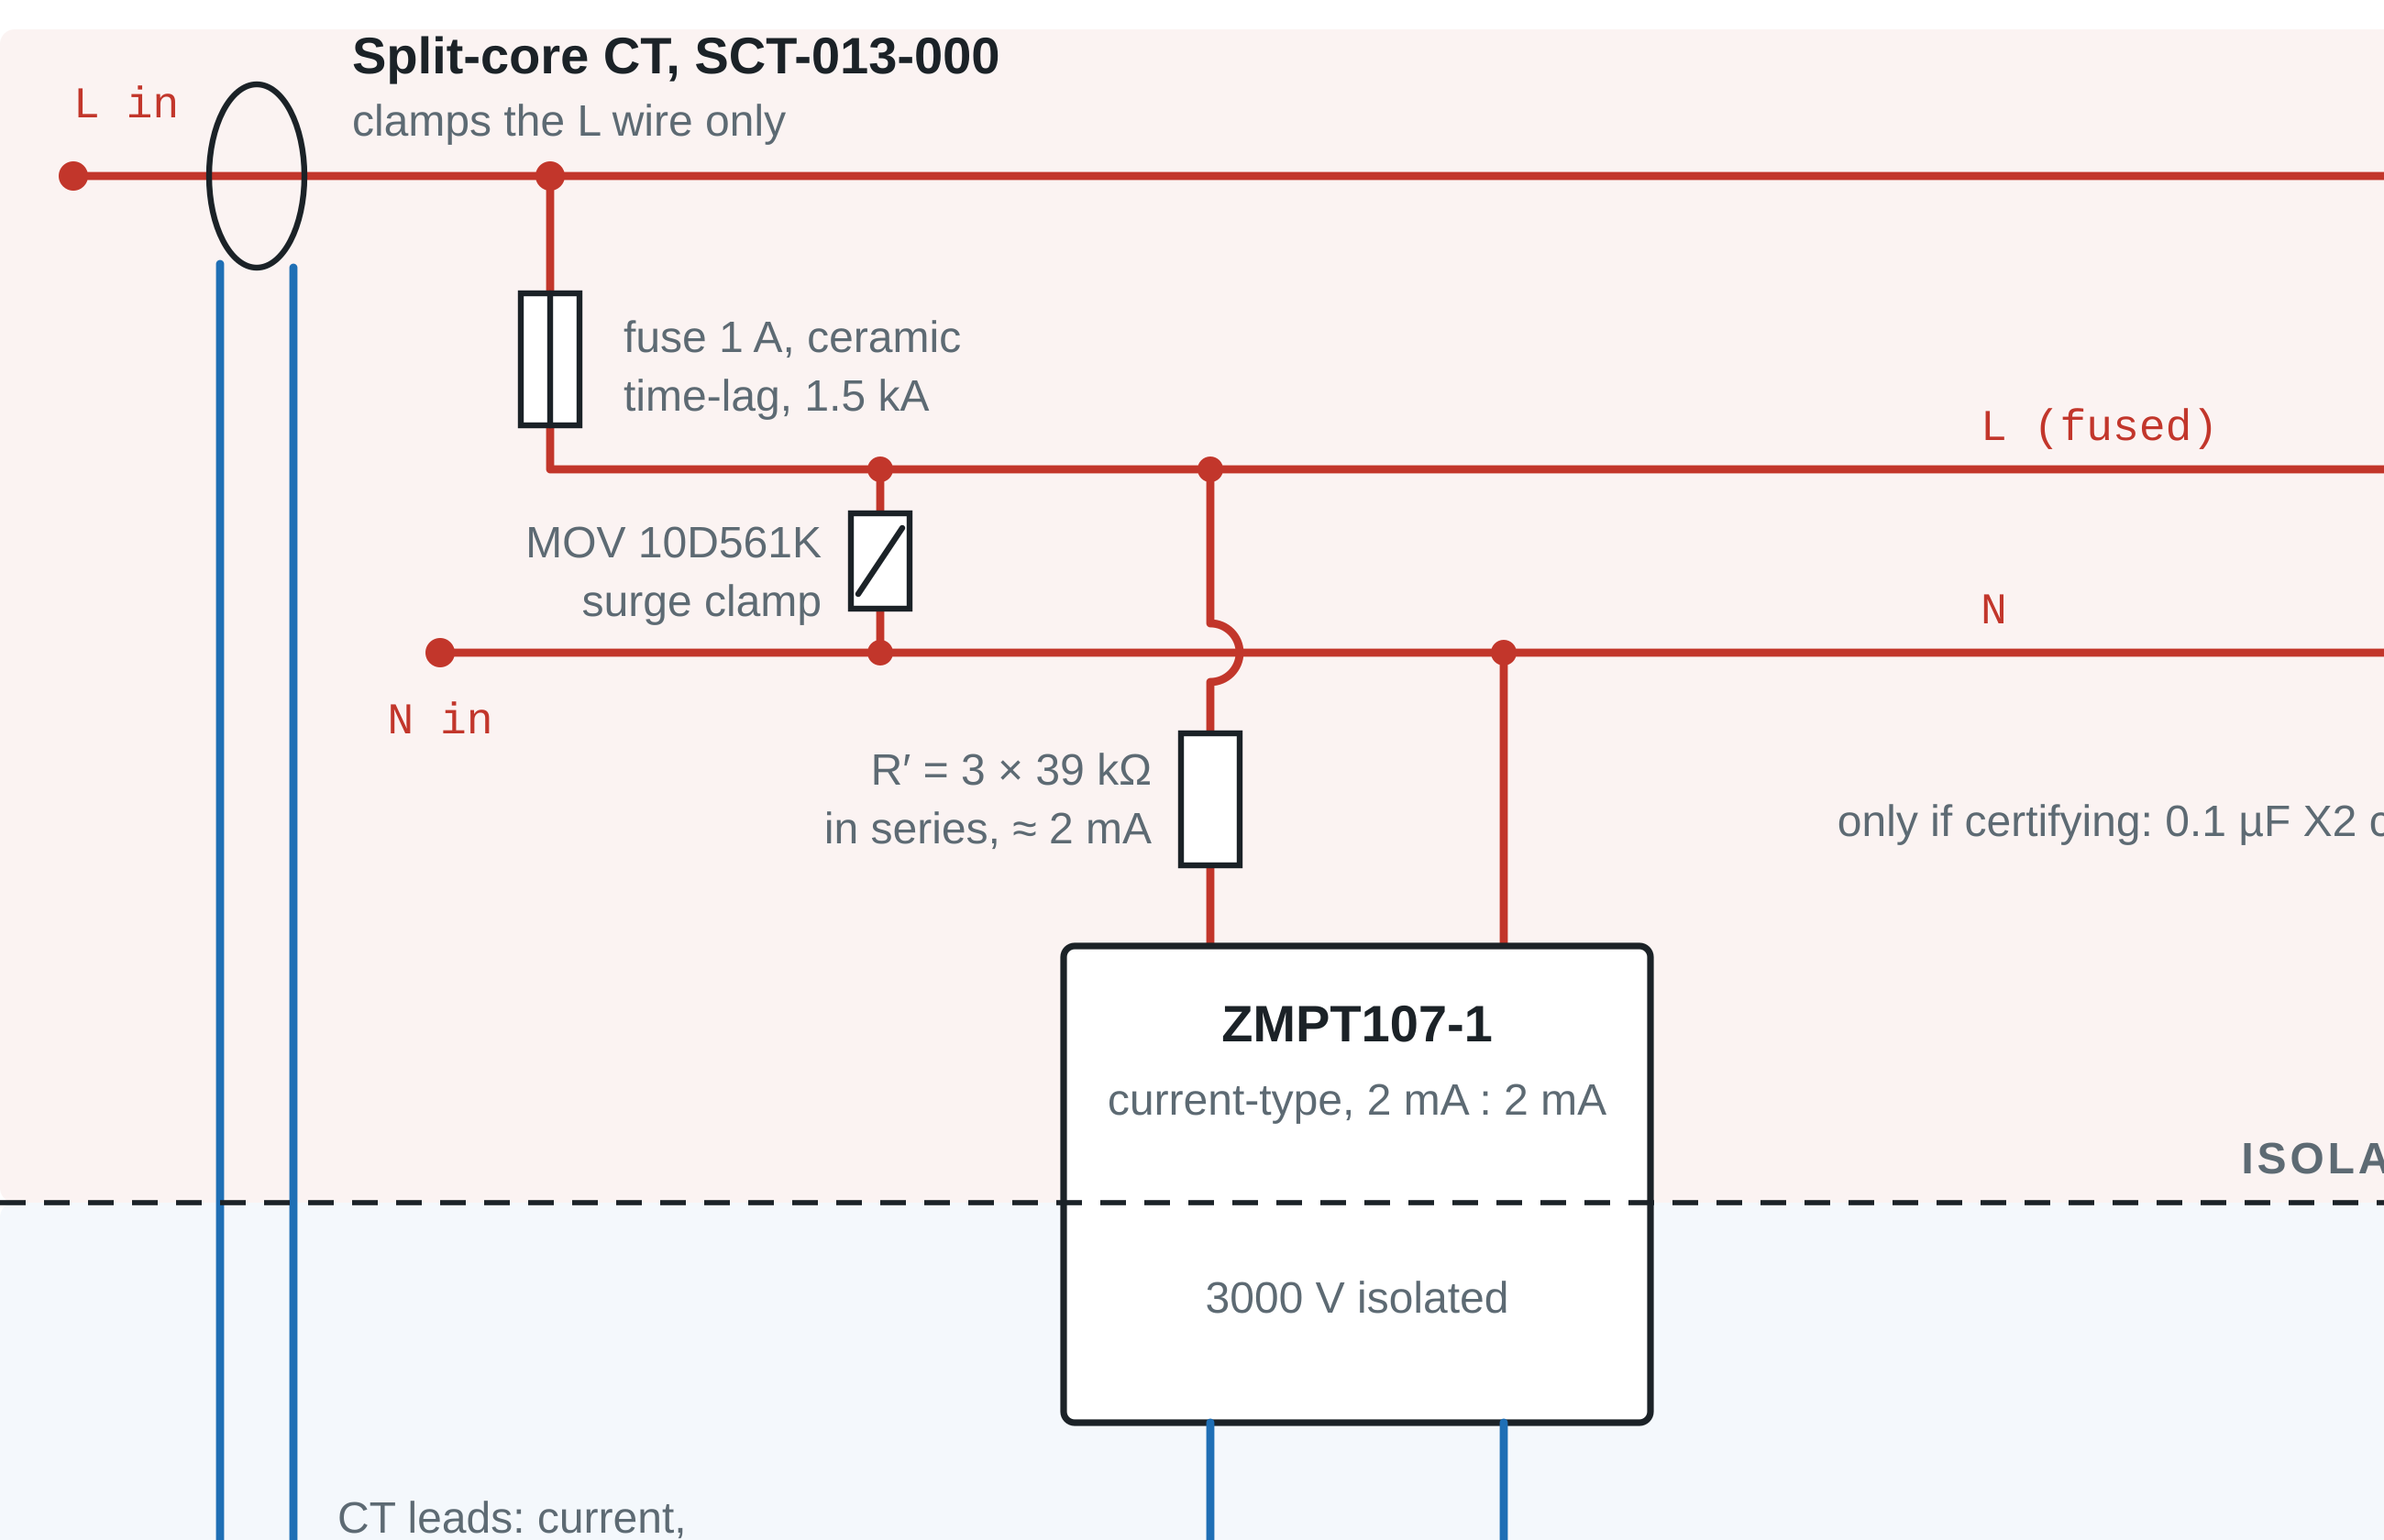 Split-core CT, SCT-013-000
L in
clamps the L wire only
fuse 1 A, ceramic
time-lag, 1.5 kA
L (fused)
MOV 10D561K
surge clamp
N
N in
R′ = 3 × 39 kΩ
in series, ≈ 2 mA
only if certifying: 0.1 µF X2
ZMPT107-1
current-type, 2 mA : 2 mA
ISOLA
3000 V isolated
CT leads: current,